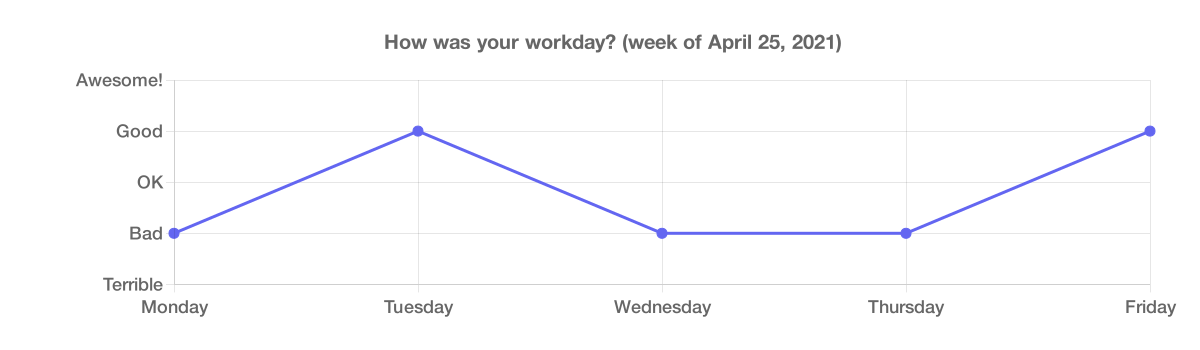 How was your workday? (week of April 25, 2021)
Awesome!
Good
OK
Bad
Terrible
Monday Tuesday Wednesday Thursday Friday